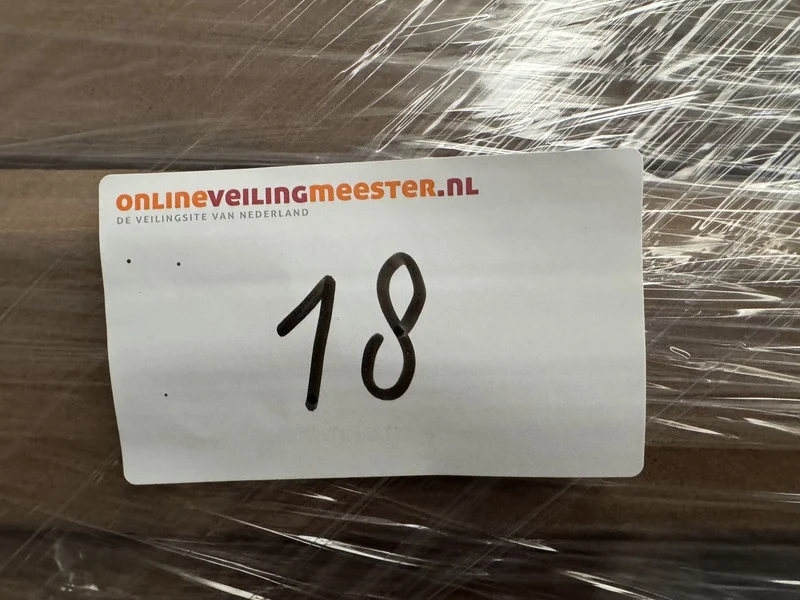 ONLINEVEILINGMEESTER.NL
DE VEILINGSITE VAN NEDERLAND
18